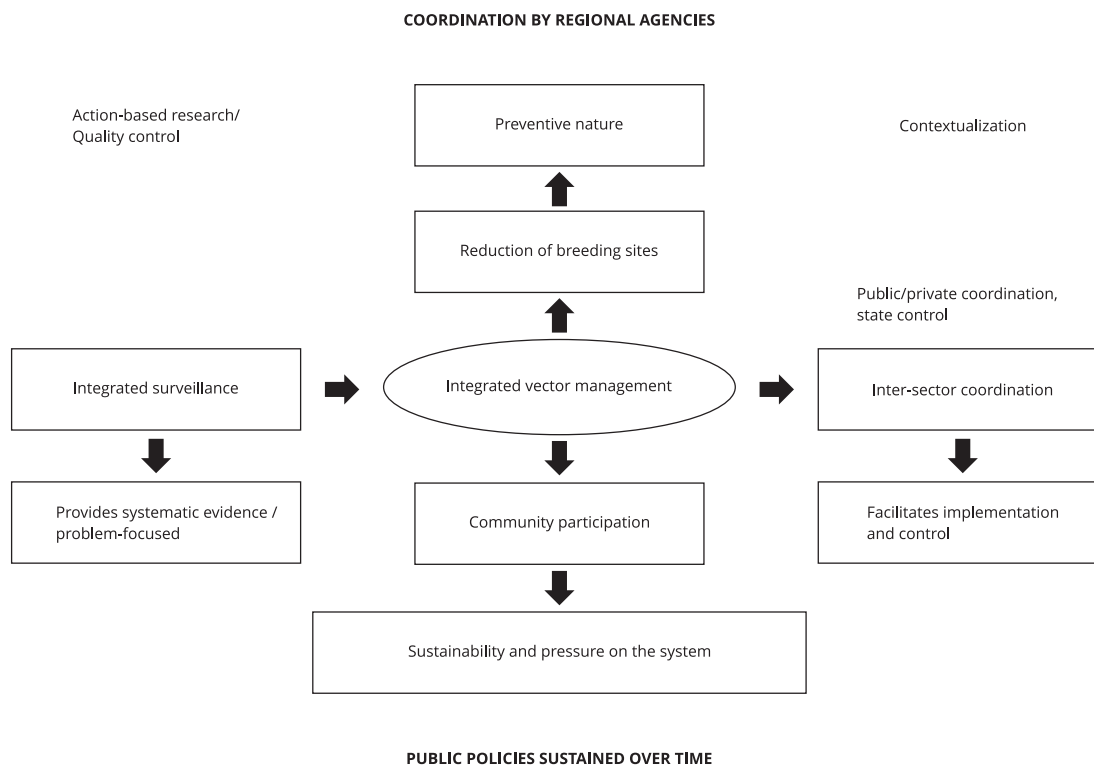 COORDINATION BY REGIONAL AGENCIES
Action-based research/
Quality control
Preventive nature
Contextualization
Reduction of breeding sites
Public/private coordination,
state control
Integrated surveillance
Integrated vector management
Inter-sector coordination
Provides systematic evidence /
problem-focused
Community participation
Facilitates implementation
and control
Sustainability and pressure on the system
PUBLIC POLICIES SUSTAINED OVER TIME